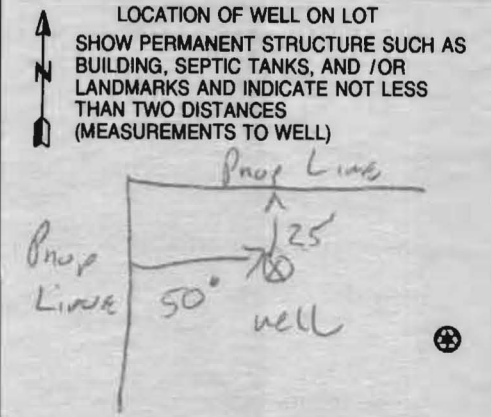 LOCATION OF WELL ON LOT
SHOW PERMANENT STRUCTURE SUCH AS
N
BUILDING, SEPTIC TANKS, AND /OR
LANDMARKS AND INDICATE NOT LESS
THAN TWO DISTANCES
(MEASUREMENTS TO WELL)
Prop Line
25'
Prop
Line
50'
well